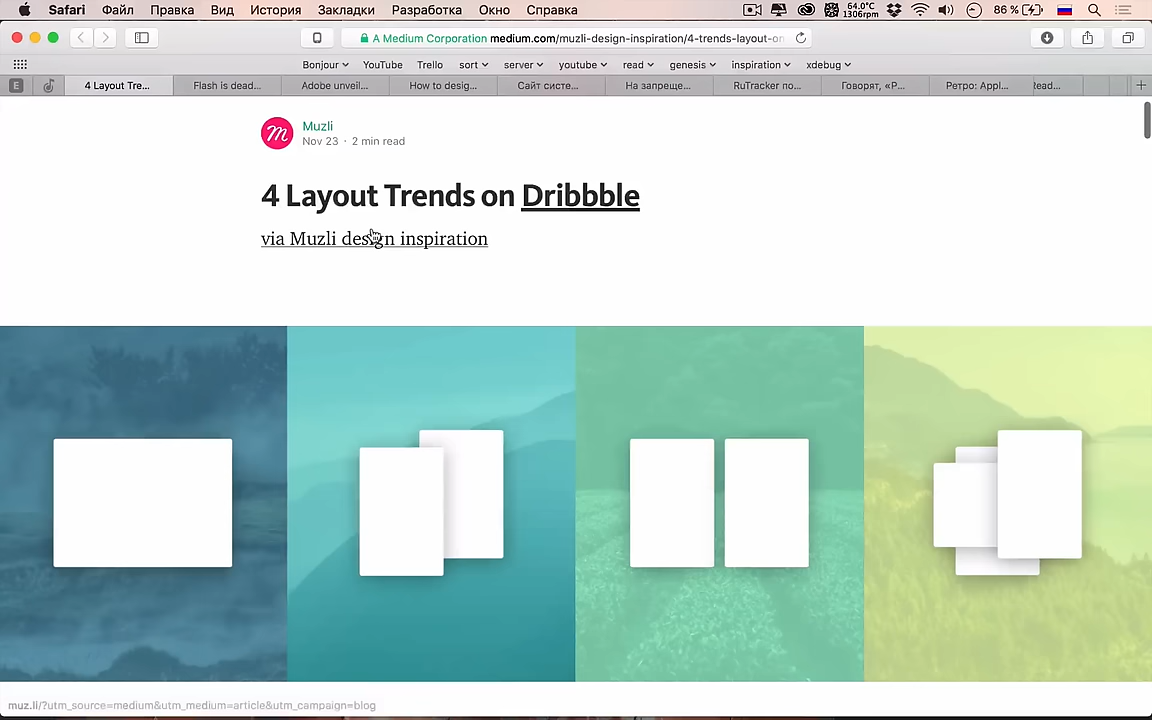 Safari Файл Правка Вид История Закладки Разработка Окно Справка 64.0°C 1306rpm 86 %
A Medium Corporation medium.com/muzli-design-inspiration/4-trends-layout-on
Bonjour YouTube Trello sort server youtube read genesis inspiration xdebug
E 4 Layout Tre... Flash is dead... Adobe unveil... How to desig... Сайт систе... На запреще... RuTracker по... Говорят, «Р... Ретро: Appl... Read...
Muzli
Nov 23 · 2 min read
4 Layout Trends on Dribbble
via Muzli design inspiration
muz.li/?utm_source=medium&utm_medium=article&utm_campaign=blog